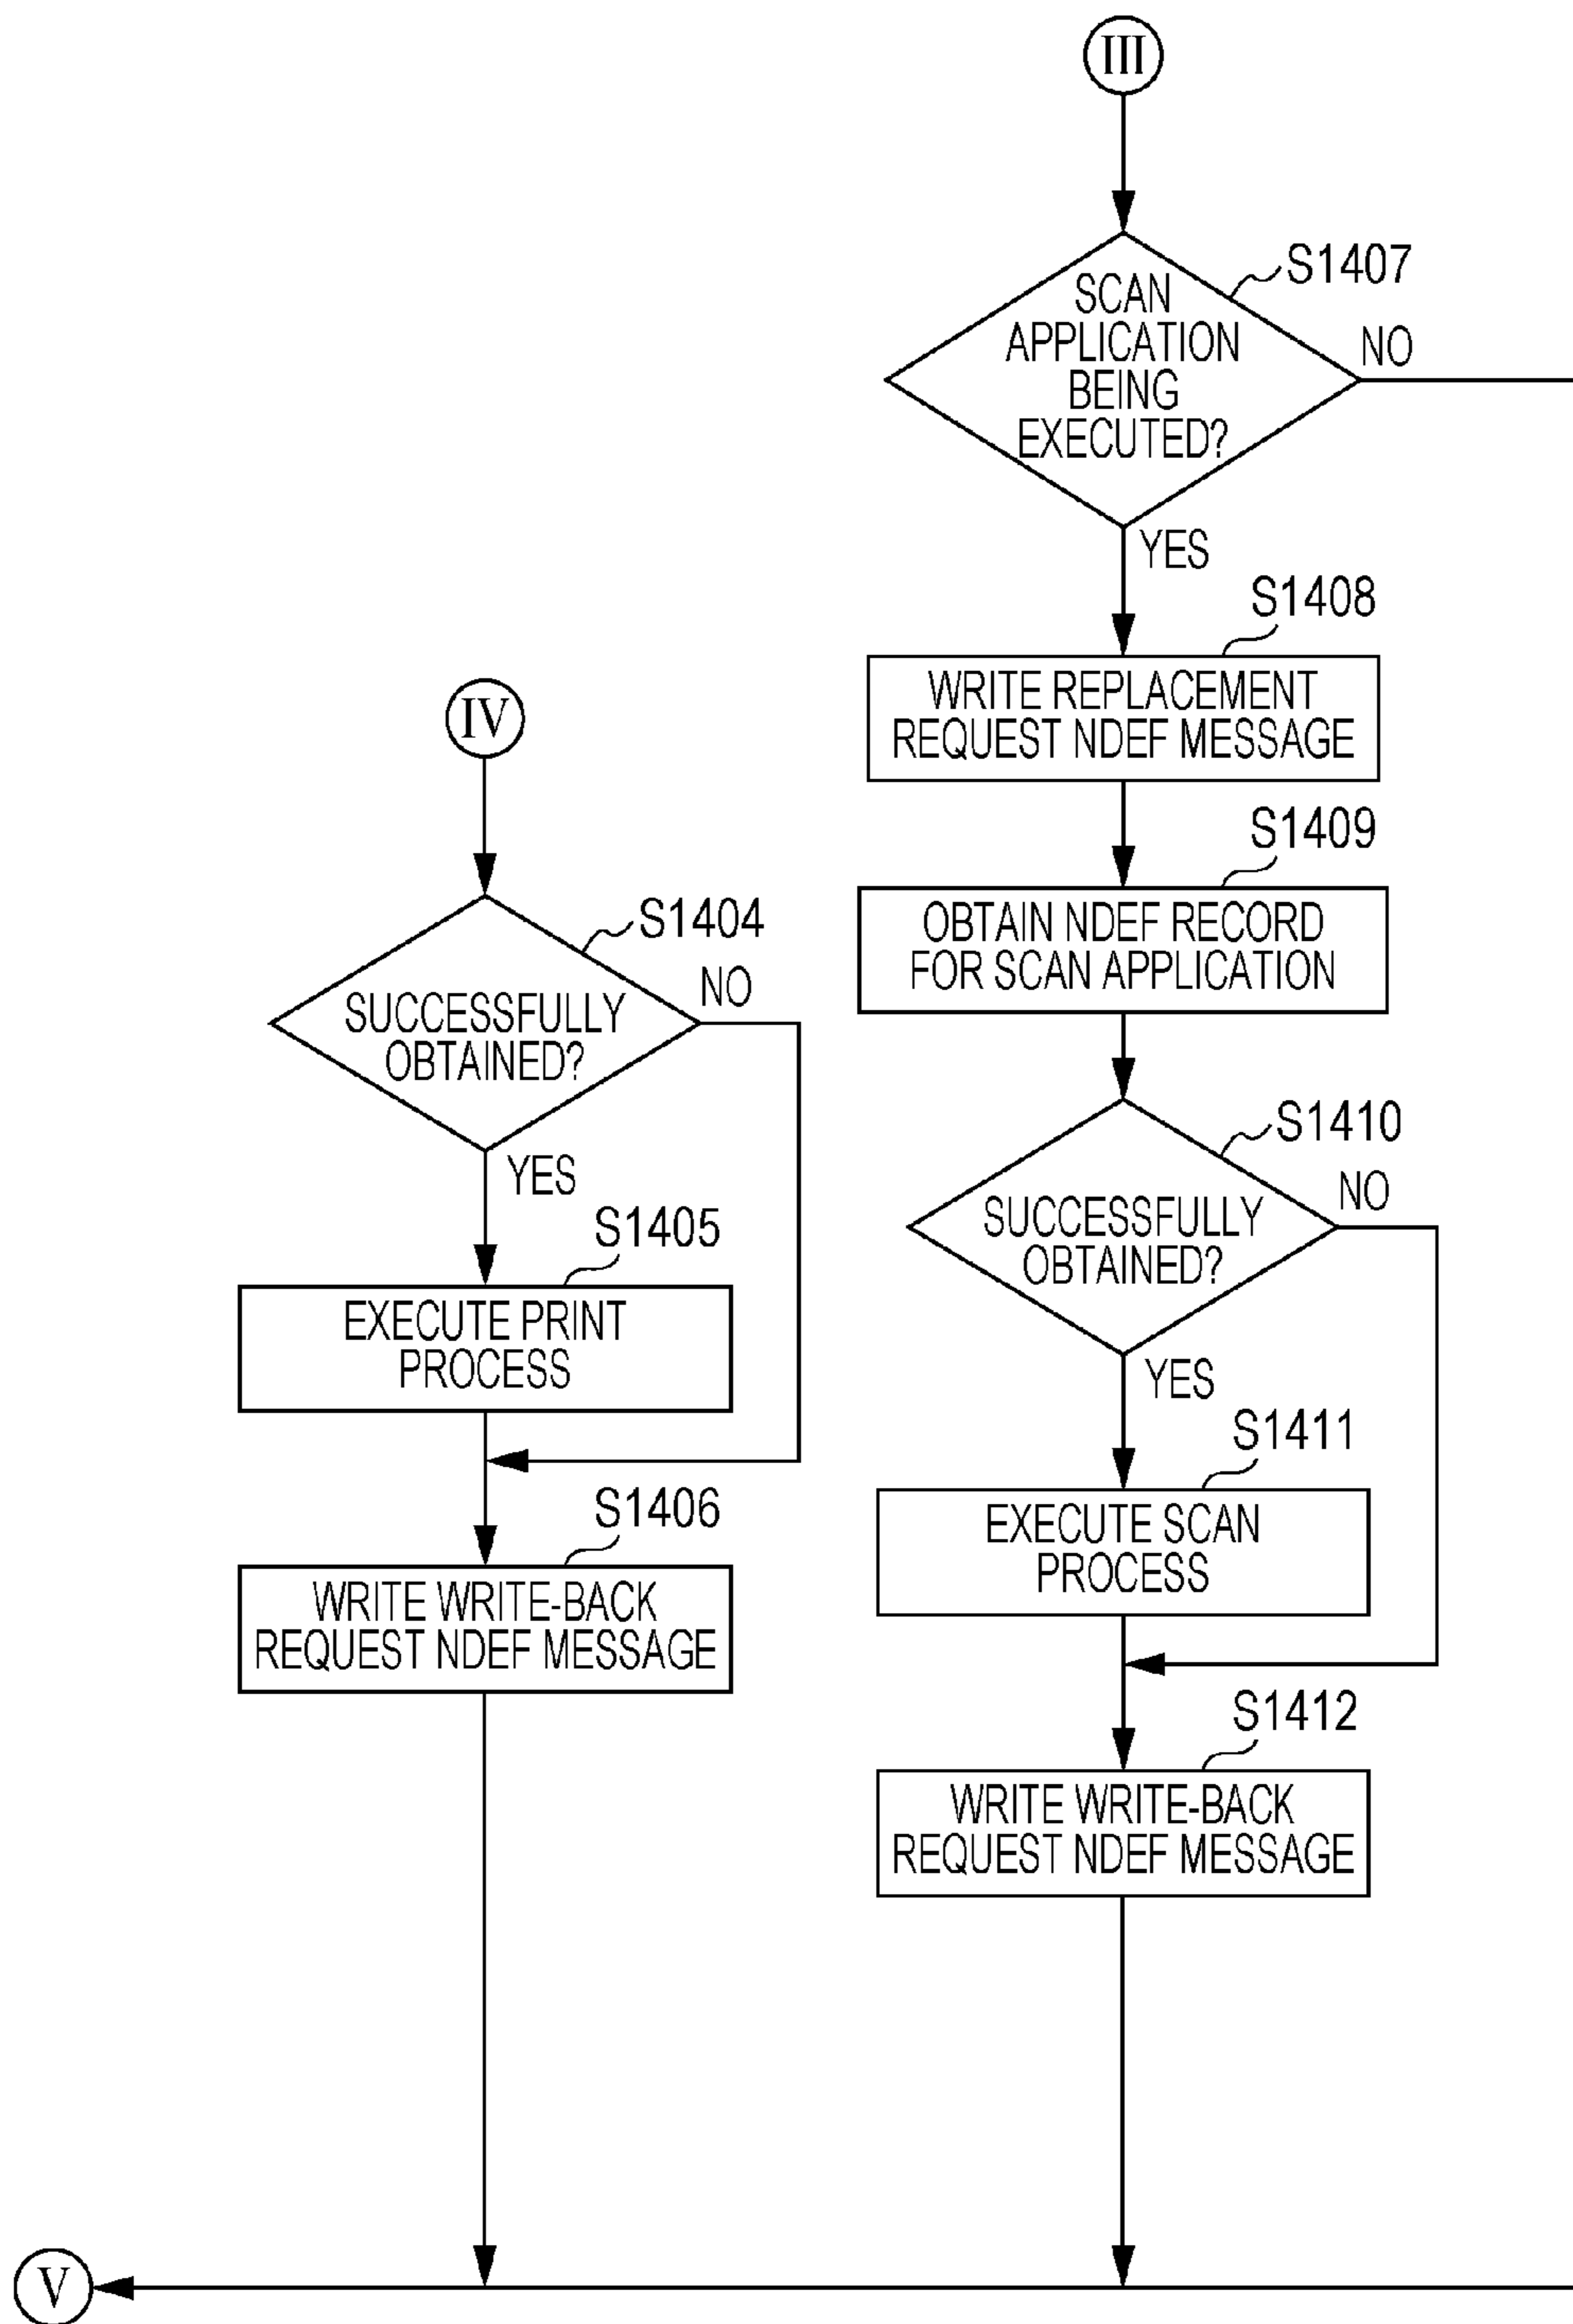 III
S1407
SCAN
APPLICATION
BEING
EXECUTED?
NO
YES
S1408
WRITE REPLACEMENT
REQUEST NDEF MESSAGE
S1409
OBTAIN NDEF RECORD
FOR SCAN APPLICATION
S1410
SUCCESSFULLY
OBTAINED?
NO
YES
S1411
EXECUTE SCAN
PROCESS
S1412
WRITE WRITE-BACK
REQUEST NDEF MESSAGE
IV
S1404
SUCCESSFULLY
OBTAINED?
NO
YES
S1405
EXECUTE PRINT
PROCESS
S1406
WRITE WRITE-BACK
REQUEST NDEF MESSAGE
V